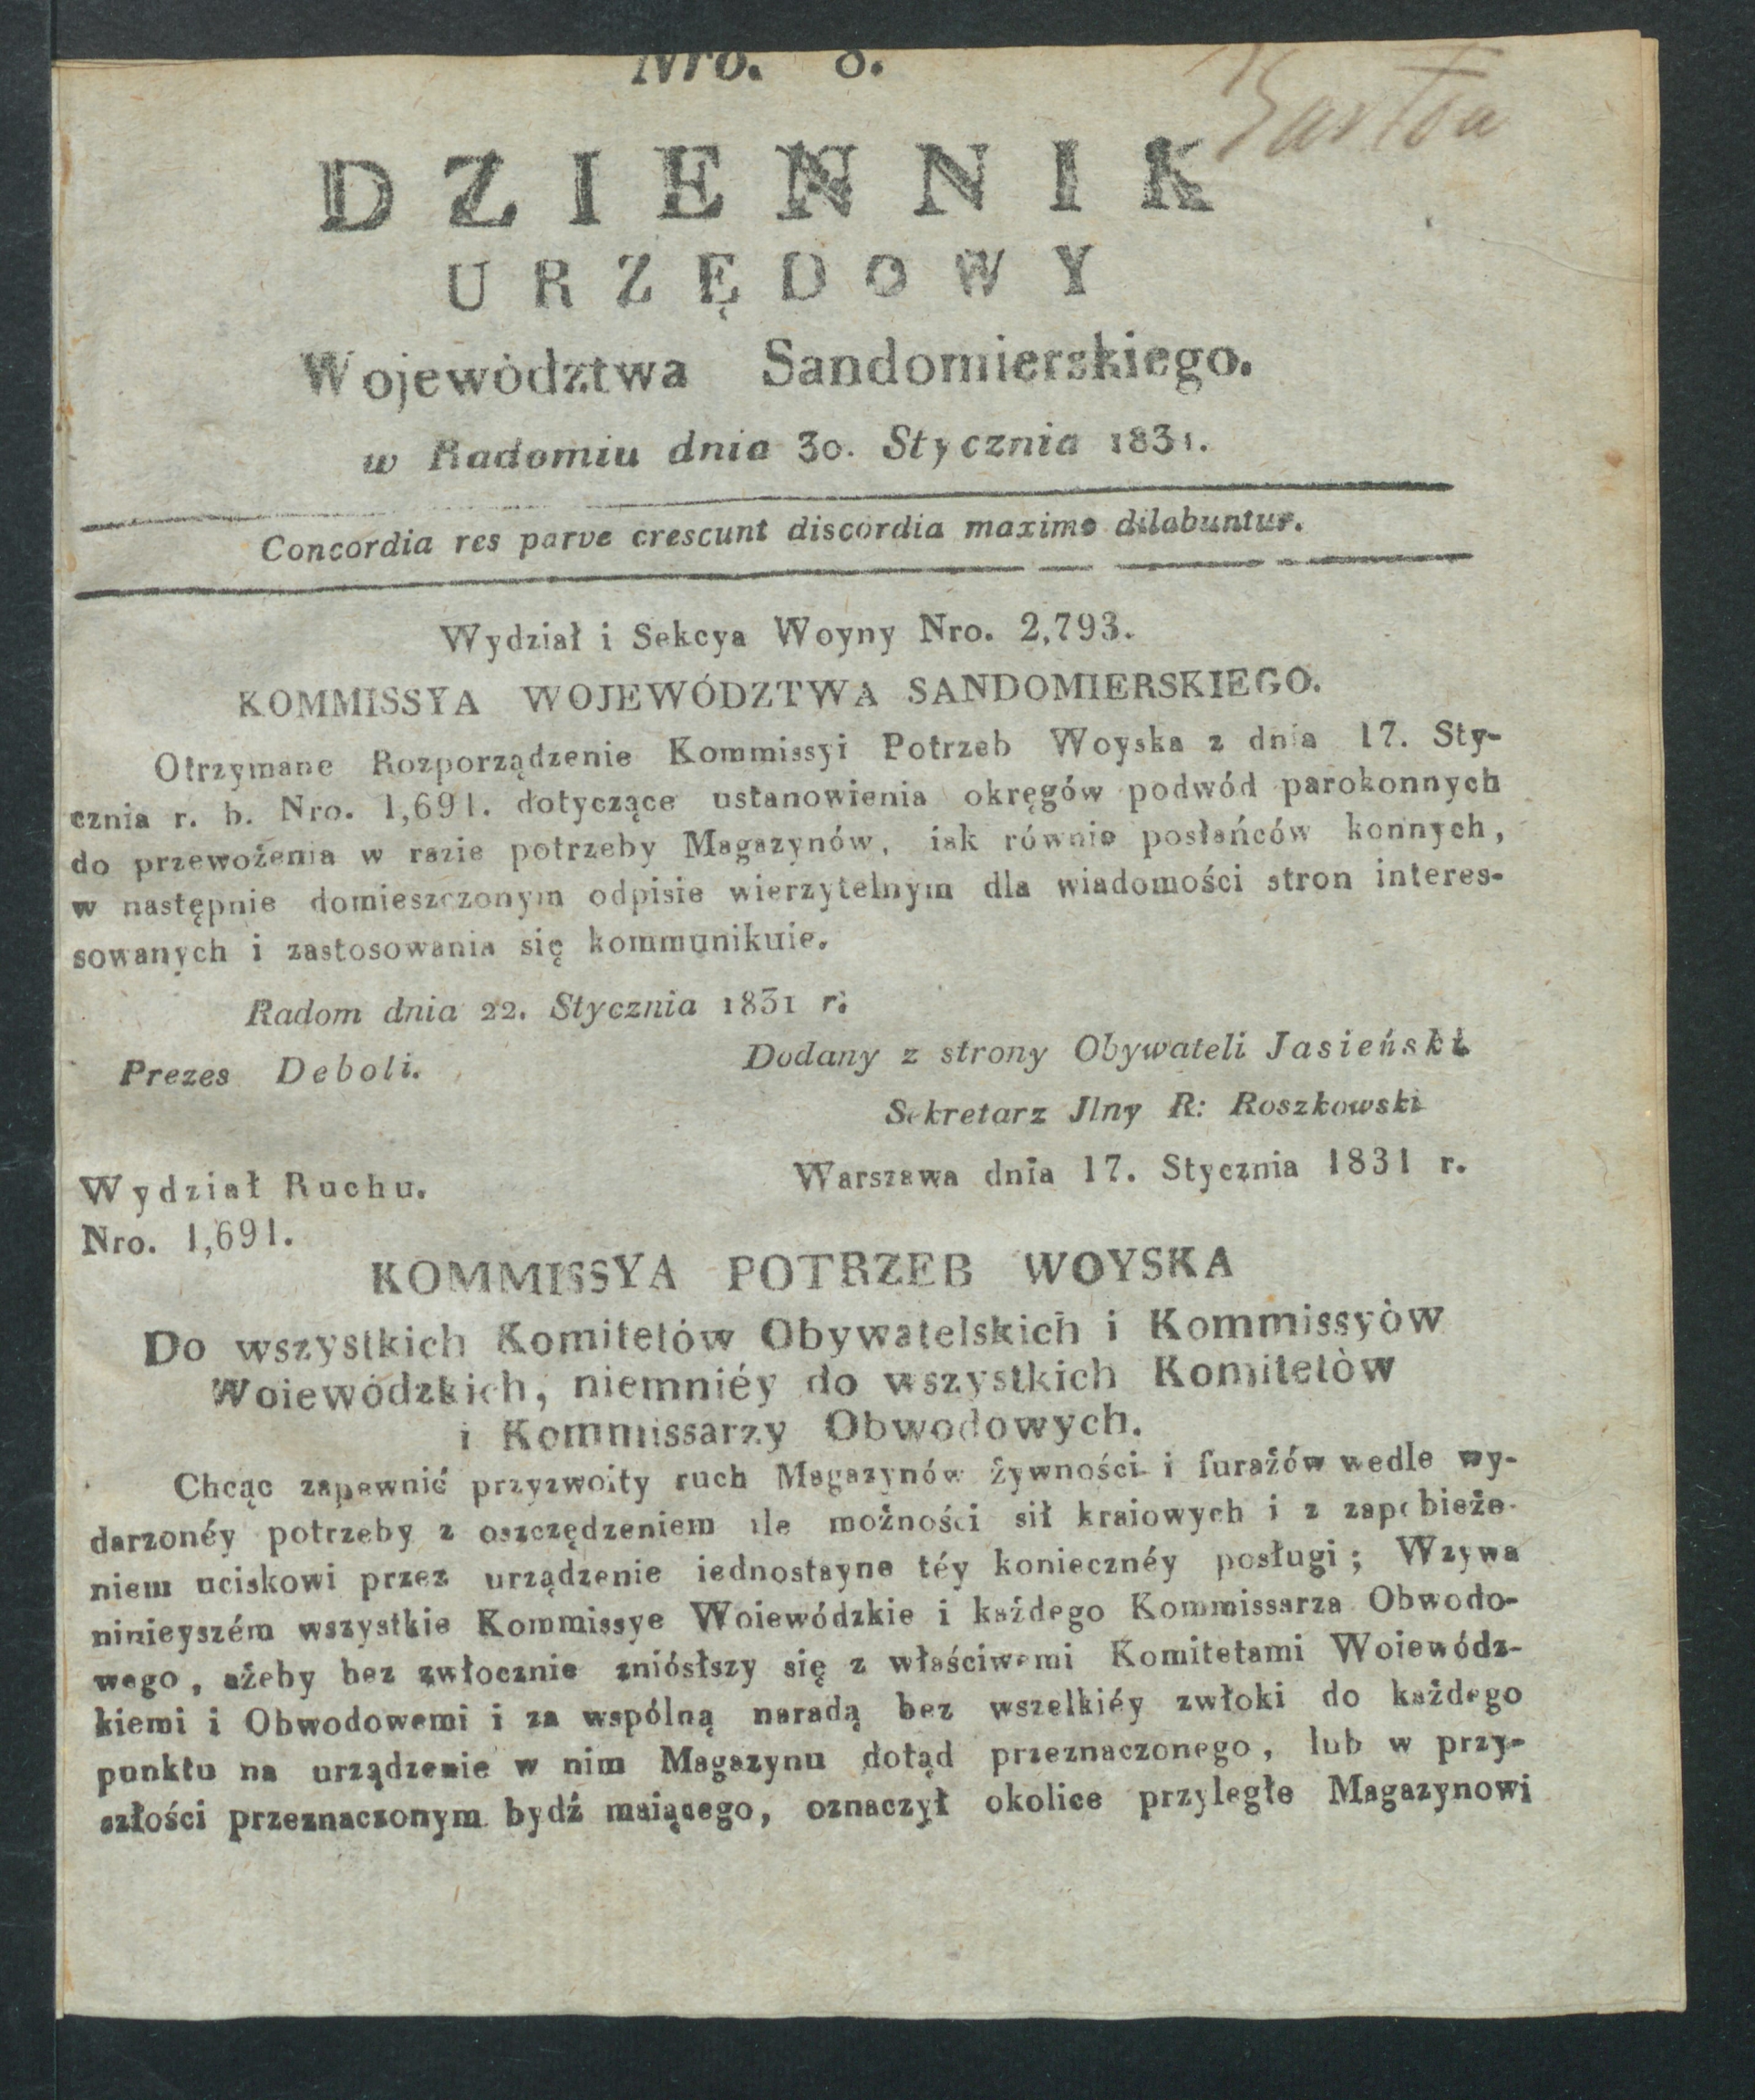 Nro. 8.
DZIENNIK
URZĘDOWY
Województwa Sandomierskiego.
w Radomiu dnia 30. Stycznia 1831.
Concordia res parve crescunt discordia maxime dilabuntur.
Wydział i Sekcya Woyny Nro. 2,793.
KOMMISSYA WOJEWÓDZTWA SANDOMIERSKIEGO.
Otrzymane Rozporządzenie Kommissyi Potrzeb Woyska z dnia 17. Sty-
cznia r. b. Nro. 1,691. dotyczące ustanowienia okręgów podwód parokonnych
do przewożenia w razie potrzeby Magazynów, iak równie posłańców konnych,
w następnie domieszczonym odpisie wierzytelnym dla wiadomości stron interes-
sowanych i zastosowania się kommunikuie.
Radom dnia 22. Stycznia 1831 r.
Prezes Deboli.
Dodany z strony Obywateli Jasieński
Sekretarz Jlny R: Roszkowski
Wydział Ruchu.
Warszawa dnia 17. Stycznia 1831 r.
Nro. 1,691.
KOMMISSYA POTRZEB WOYSKA
Do wszystkich Komitetów Obywatelskich i Kommissyòw
Woiewódzkich, niemniéy do wszystkich Komitetòw
i Kommissarzy Obwodowych.
Chcąc zapewnić przyzwoity ruch Magazynów żywności i furażów wedle wy-
darzonéy potrzeby z oszczędzeniem ile możności sił kraiowych i z zapobieże-
niem uciskowi przez urządzenie iednostayne téy koniecznéy posługi; Wzywa
ninieyszém wszystkie Kommissye Woiewódzkie i każdego Kommissarza Obwodo-
wego, ażeby bez zwłocznie zniósłszy się z właściwemi Komitetami Woiewódz-
kiemi i Obwodowemi i za wspólną naradą bez wszelkiéy zwłoki do każdego
punktu na urządzenie w nim Magazynu dotąd przeznaczonego, lub w przy-
szłości przeznaczonym bydź maiącego, oznaczył okolice przyległe Magazynowi